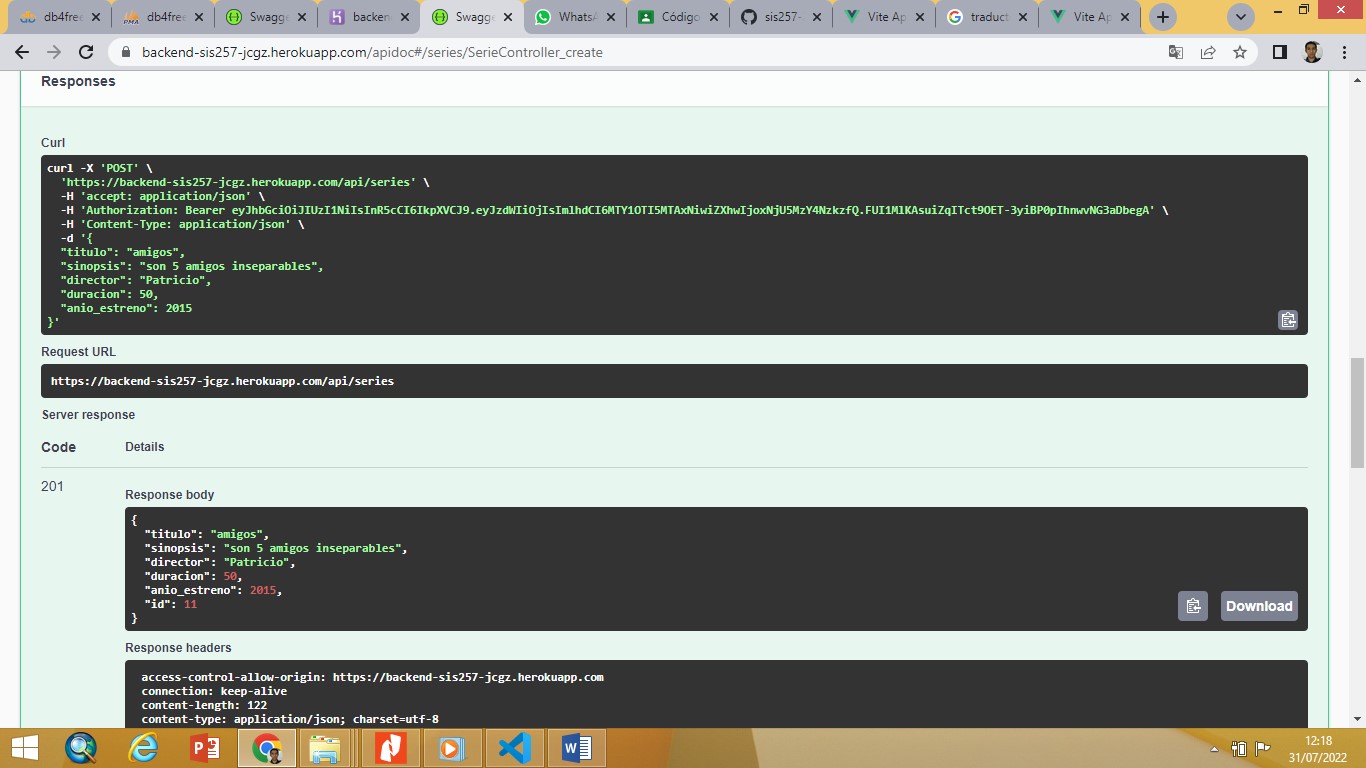 db4free
db4free
Swagge
backen
Swagge
WhatsA
Código
sis257-
Vite Ap
traduct
Vite Ap
backend-sis257-jcgz.herokuapp.com/apidoc#/series/SerieController_create
Responses
Curl
curl -X 'POST' \
'https://backend-sis257-jcgz.herokuapp.com/api/series' \
-H 'accept: application/json' \
-H 'Authorization: Bearer eyJhbGciOiJIUzI1NiIsInR5cCI6IkpXVCJ9.eyJzdWIiOjIsImlhdCI6MTY1OTI5MTAxNiwiZXhwIjoxNjU5MzY4NzkzfQ.FUI1MlKAsuiZqITct9OET-3yiBP0pIhnwvNG3aDbegA' \
-H 'Content-Type: application/json' \
-d '{
"titulo": "amigos",
"sinopsis": "son 5 amigos inseparables",
"director": "Patricio",
"duracion": 50,
"anio_estreno": 2015
}'
Request URL
https://backend-sis257-jcgz.herokuapp.com/api/series
Server response
Code Details
201
Response body
{
"titulo": "amigos",
"sinopsis": "son 5 amigos inseparables",
"director": "Patricio",
"duracion": 50,
"anio_estreno": 2015,
"id": 11
}
Download
Response headers
access-control-allow-origin: https://backend-sis257-jcgz.herokuapp.com
connection: keep-alive
content-length: 122
content-type: application/json; charset=utf-8
12:18
31/07/2022